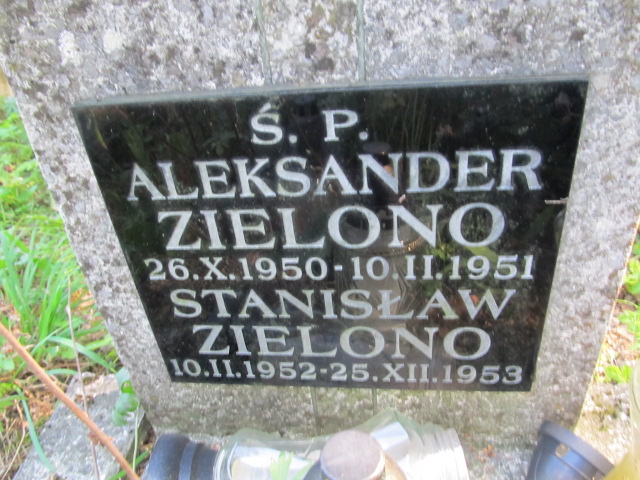 Ś. P.
ALEKSANDER
ZIELONO
26.X.1950-10.II.1951
STANISŁAW
ZIELONO
10.II.1952-25.XII.1953